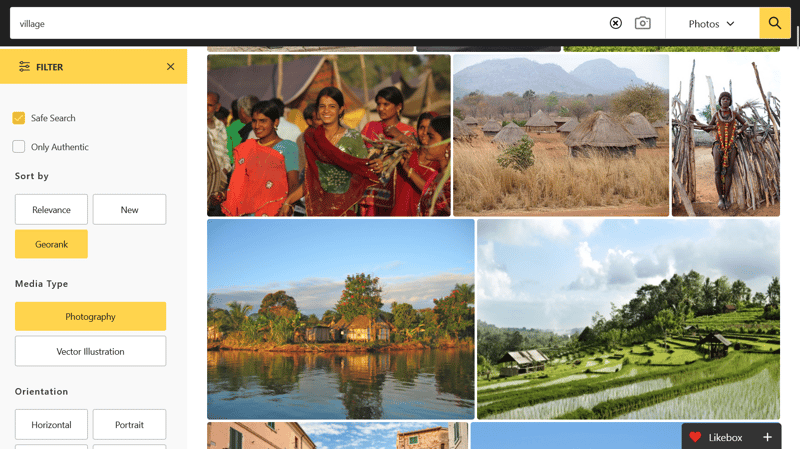 village
Photos
FILTER
Safe Search
Only Authentic
Sort by
Relevance
New
Georank
Media Type
Photography
Vector Illustration
Orientation
Horizontal
Portrait
Likebox